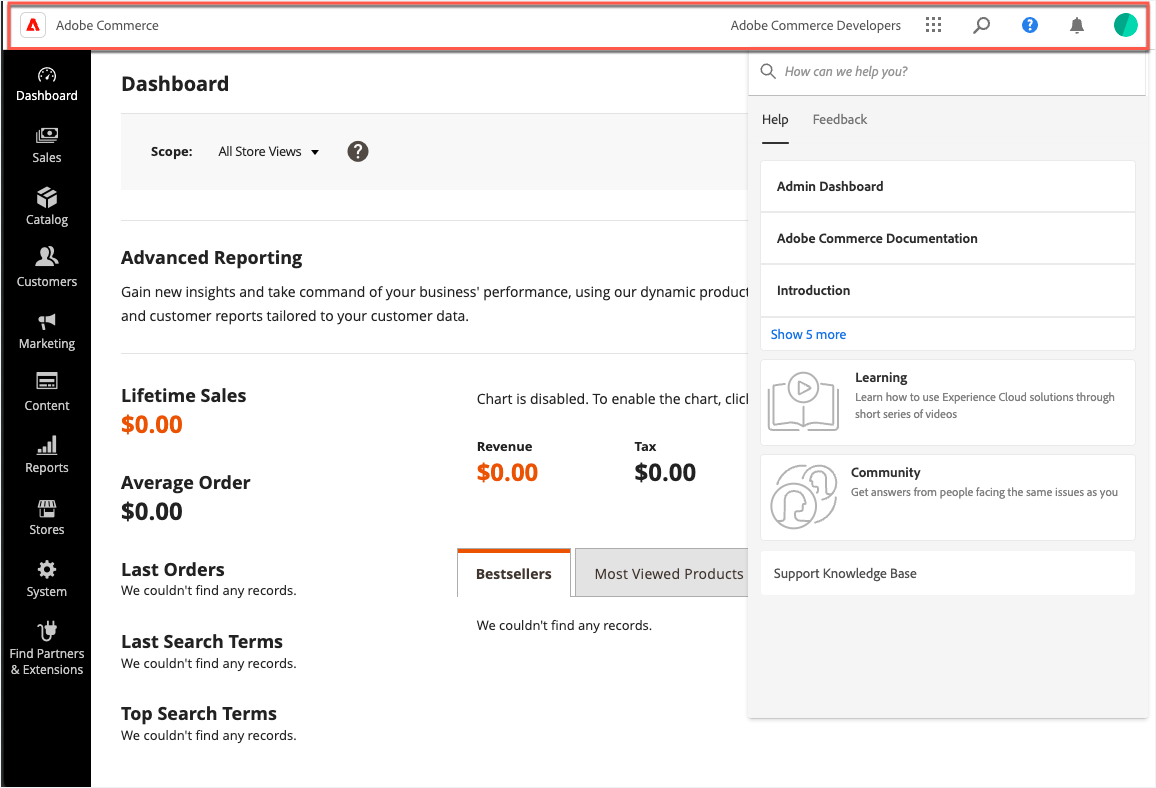 Adobe Commerce
Adobe Commerce Developers
?
Dashboard
Sales
Catalog
Customers
Marketing
Content
Reports
Stores
System
Find Partners
& Extensions
Dashboard
Scope:
All Store Views
?
Advanced Reporting
Gain new insights and take command of your business' performance, using our dynamic product
and customer reports tailored to your customer data.
Lifetime Sales
$0.00
Average Order
$0.00
Last Orders
We couldn't find any records.
Last Search Terms
We couldn't find any records.
Top Search Terms
We couldn't find any records.
Chart is disabled. To enable the chart, clic
Revenue
$0.00
Tax
$0.00
Bestsellers
Most Viewed Products
We couldn't find any records.
How can we help you?
Help
Feedback
Admin Dashboard
Adobe Commerce Documentation
Introduction
Show 5 more
Learning
Learn how to use Experience Cloud solutions through
short series of videos
Community
Get answers from people facing the same issues as you
Support Knowledge Base